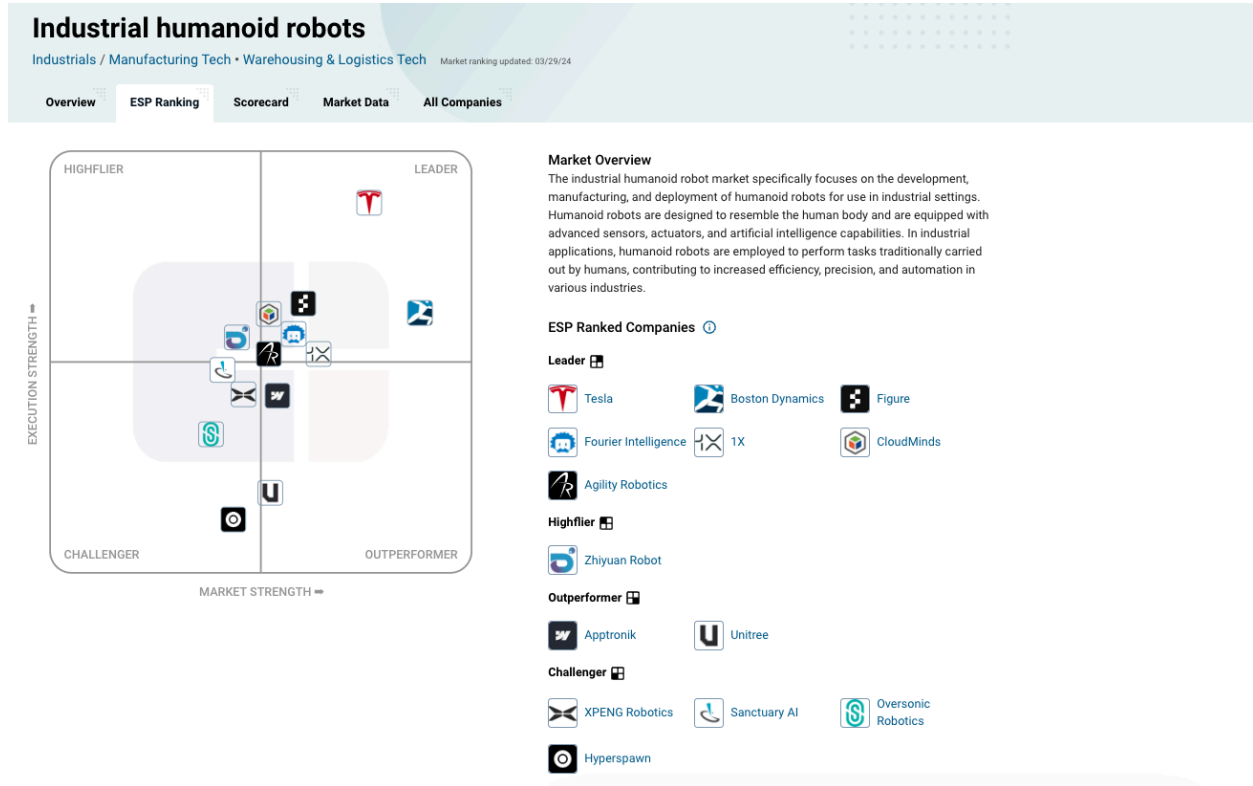 Industrial humanoid robots
Industrials / Manufacturing Tech • Warehousing & Logistics Tech Market ranking updated: 03/29/24
Overview ESP Ranking Scorecard Market Data All Companies
HIGHFLIER LEADER
CHALLENGER OUTPERFORMER
EXECUTION STRENGTH ➡
MARKET STRENGTH ➡
Market Overview
The industrial humanoid robot market specifically focuses on the development,
manufacturing, and deployment of humanoid robots for use in industrial settings.
Humanoid robots are designed to resemble the human body and are equipped with
advanced sensors, actuators, and artificial intelligence capabilities. In industrial
applications, humanoid robots are employed to perform tasks traditionally carried
out by humans, contributing to increased efficiency, precision, and automation in
various industries.
ESP Ranked Companies
Leader
Tesla Boston Dynamics Figure
Fourier Intelligence 1X CloudMinds
Agility Robotics
Highflier
Zhiyuan Robot
Outperformer
Apptronik Unitree
Challenger
XPENG Robotics Sanctuary AI Oversonic
Robotics
Hyperspawn